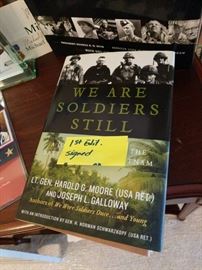 WE ARE
SOLDIERS
STILL
1st Edit.
signed
THE
LT. GEN. HAROLD G. MOORE (USA RET.)
AND JOSEPH L. GALLOWAY
Authors of We Were Soldiers Once . . . and Young
WITH AN INTRODUCTION BY GEN. H. NORMAN SCHWARZKOPF (USA RET.)